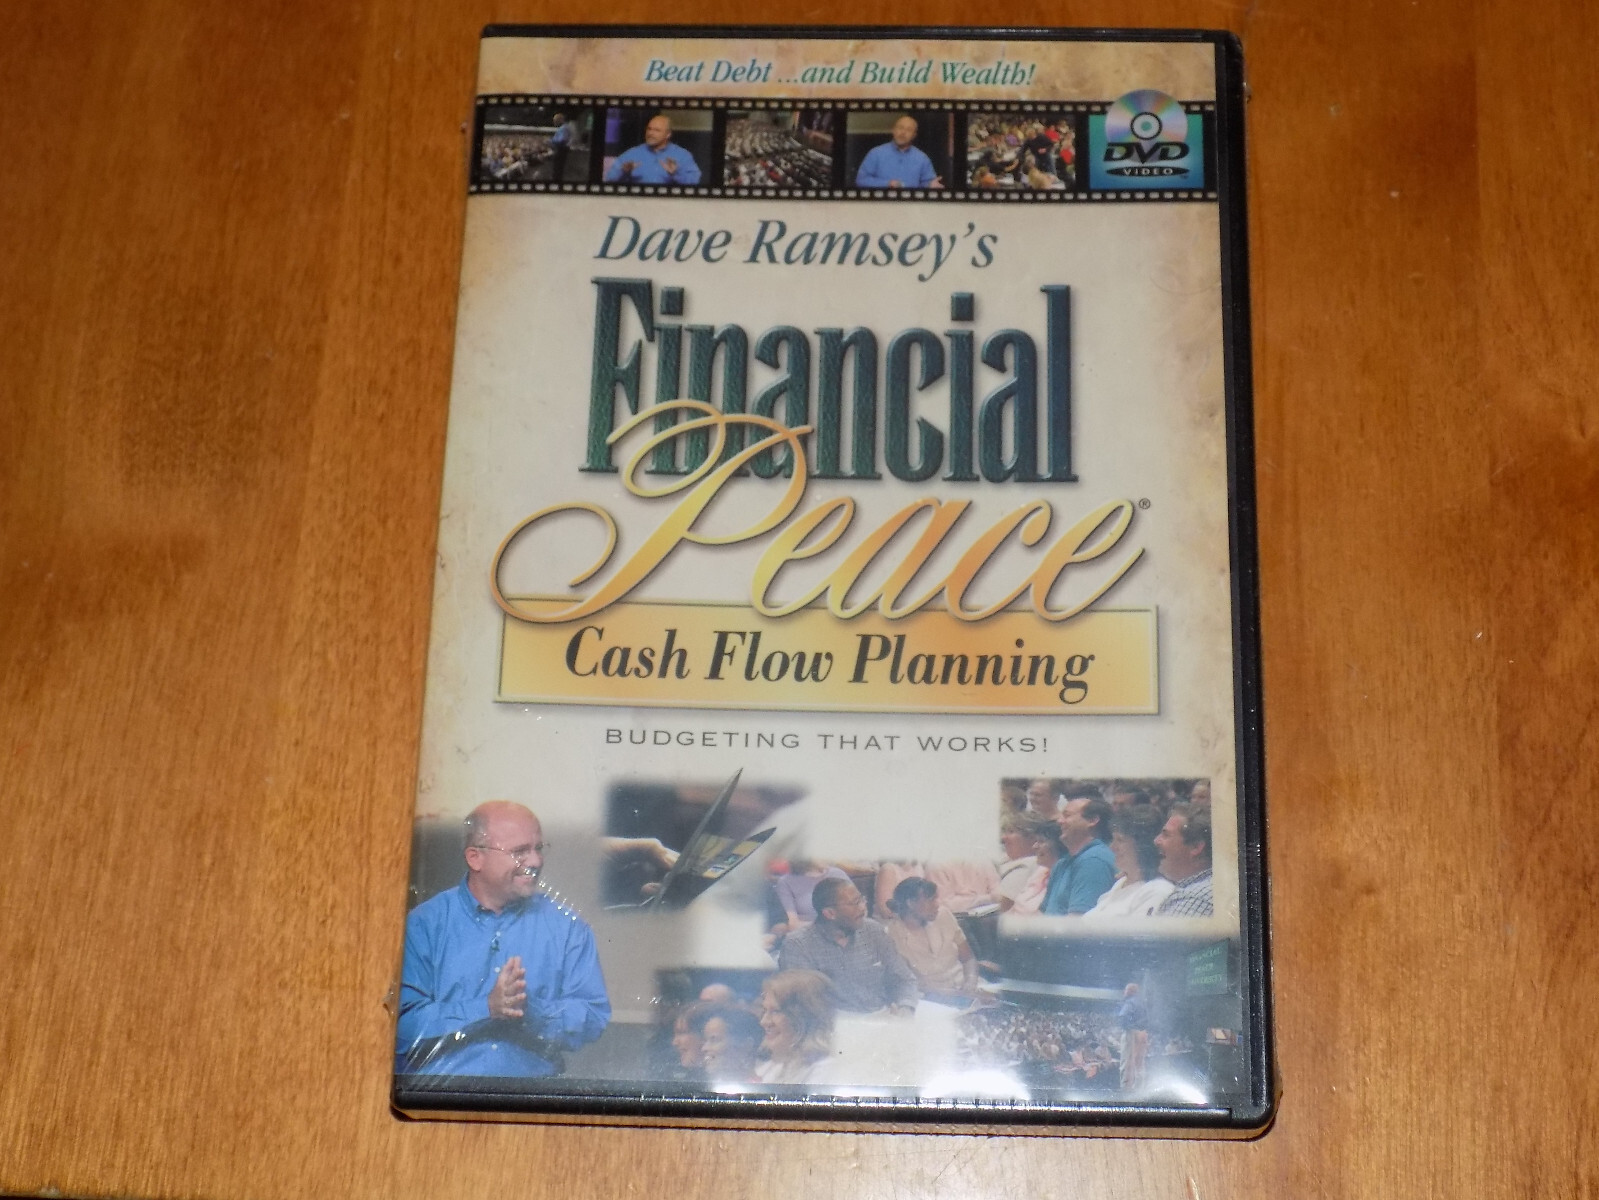 Beat Debt ...and Build Wealth!
DVD
VIDEO
Dave Ramsey's
Financial
Peace®
Cash Flow Planning
BUDGETING THAT WORKS!